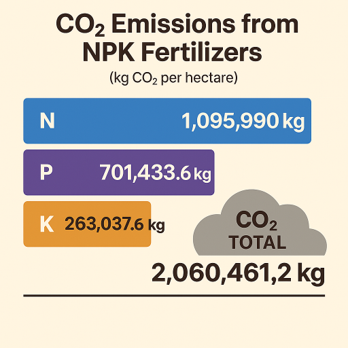 CO₂ Emissions from
NPK Fertilizers
(kg CO₂ per hectare)
N 1,095,990 kg
P 701,433.6 kg
K 263,037.6 kg
CO₂
TOTAL
2,060,461,2 kg